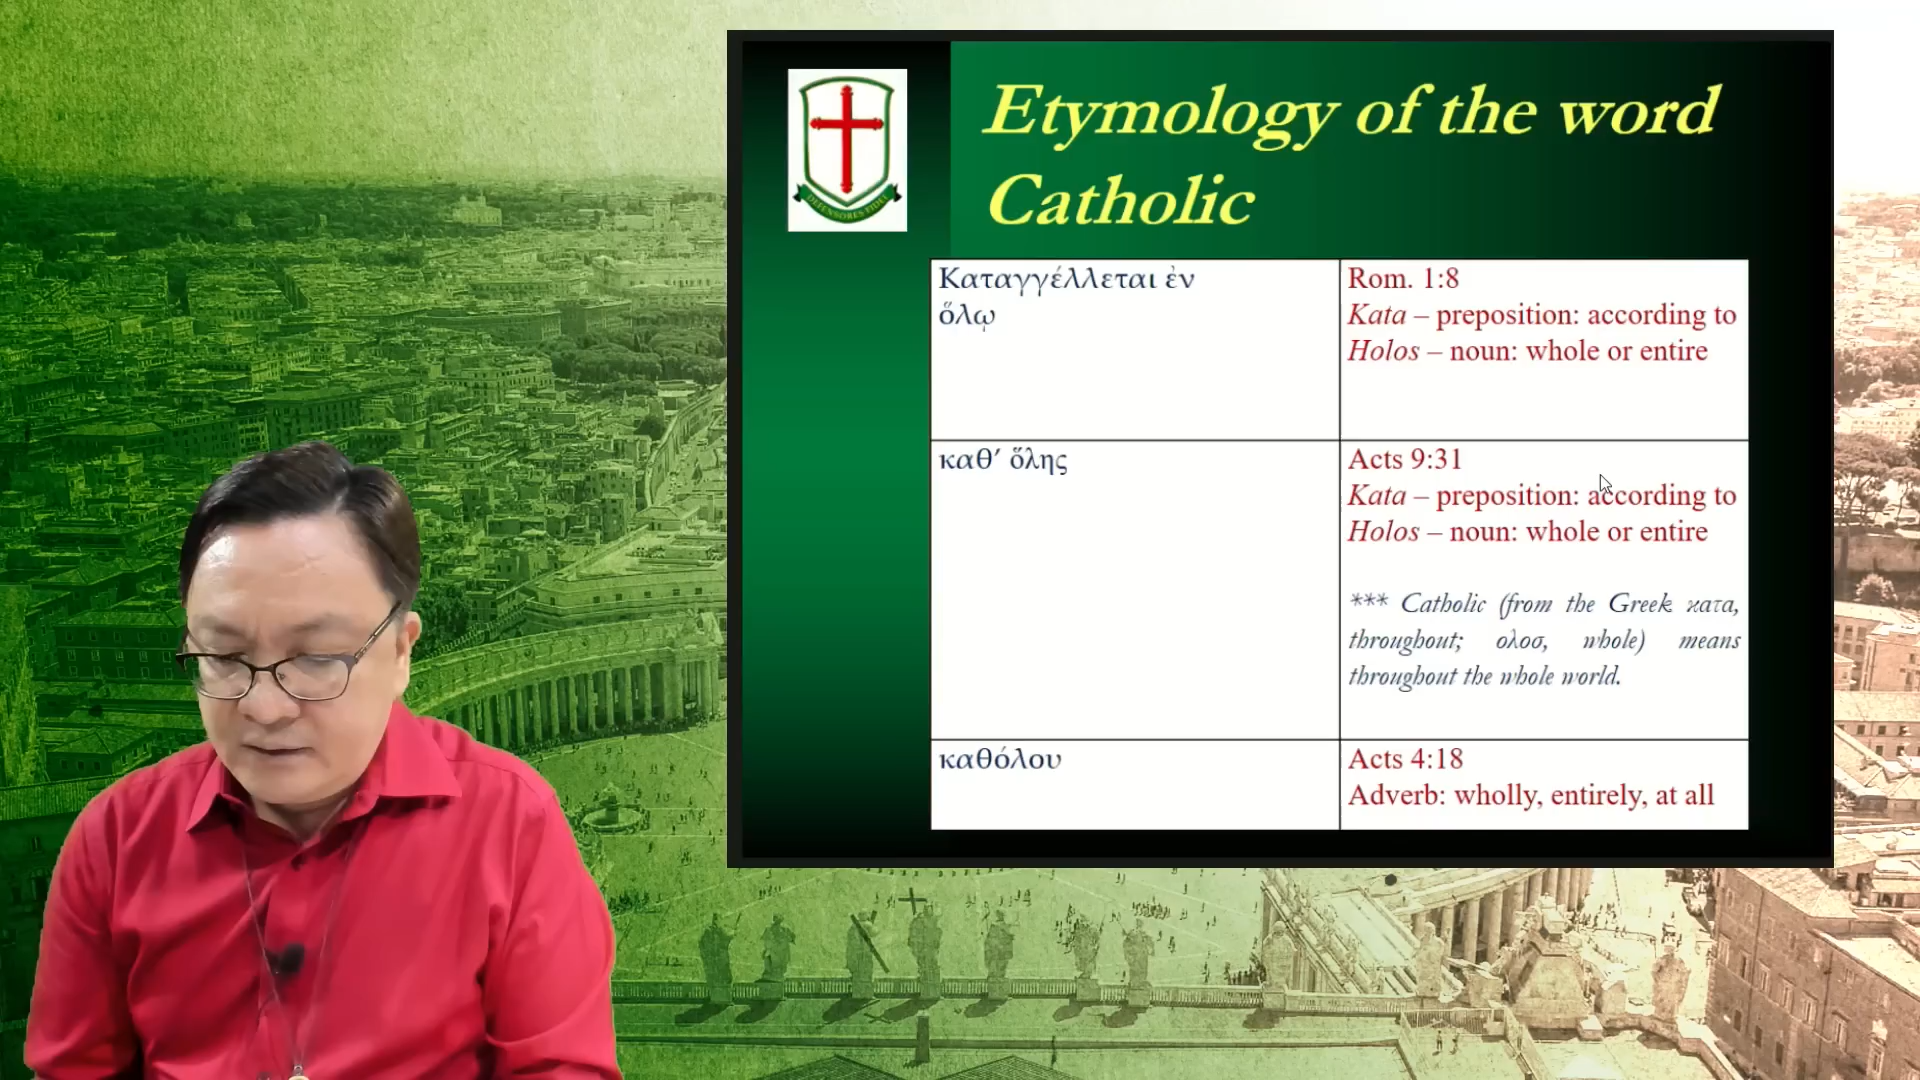 DEFENSORES FIDEI
Etymology of the word
Catholic
Καταγγέλλεται ἐν
ὅλῳ
Rom. 1:8
Kata – preposition: according to
Holos – noun: whole or entire
καθ’ ὅλης
Acts 9:31
Kata – preposition: according to
Holos – noun: whole or entire
*** Catholic (from the Greek κατα,
throughout; ολοσ, whole) means
throughout the whole world.
καθόλου
Acts 4:18
Adverb: wholly, entirely, at all